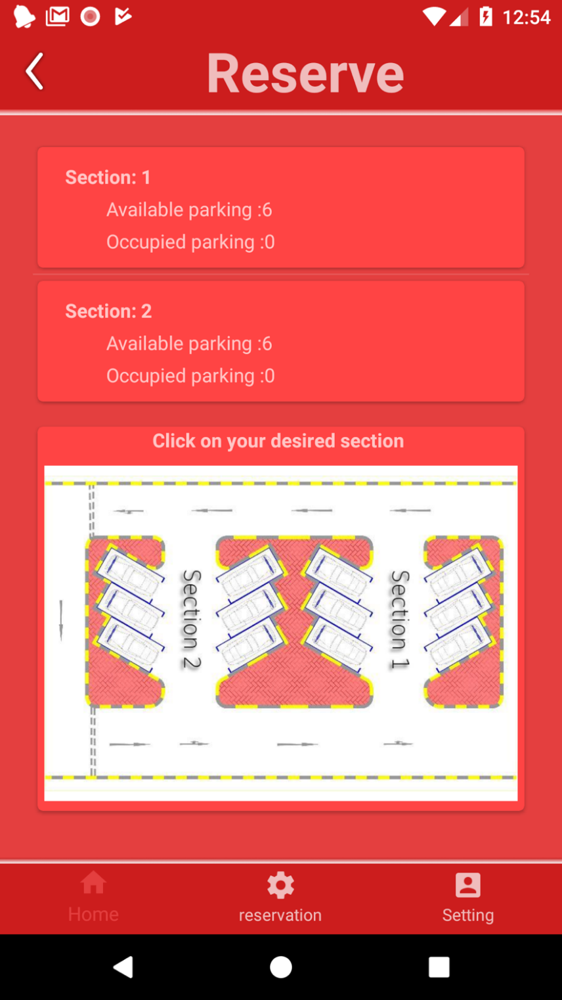 12:54
Reserve
Section: 1
Available parking :6
Occupied parking :0
Section: 2
Available parking :6
Occupied parking :0
Click on your desired section
Section 2
Section 1
Home
reservation
Setting